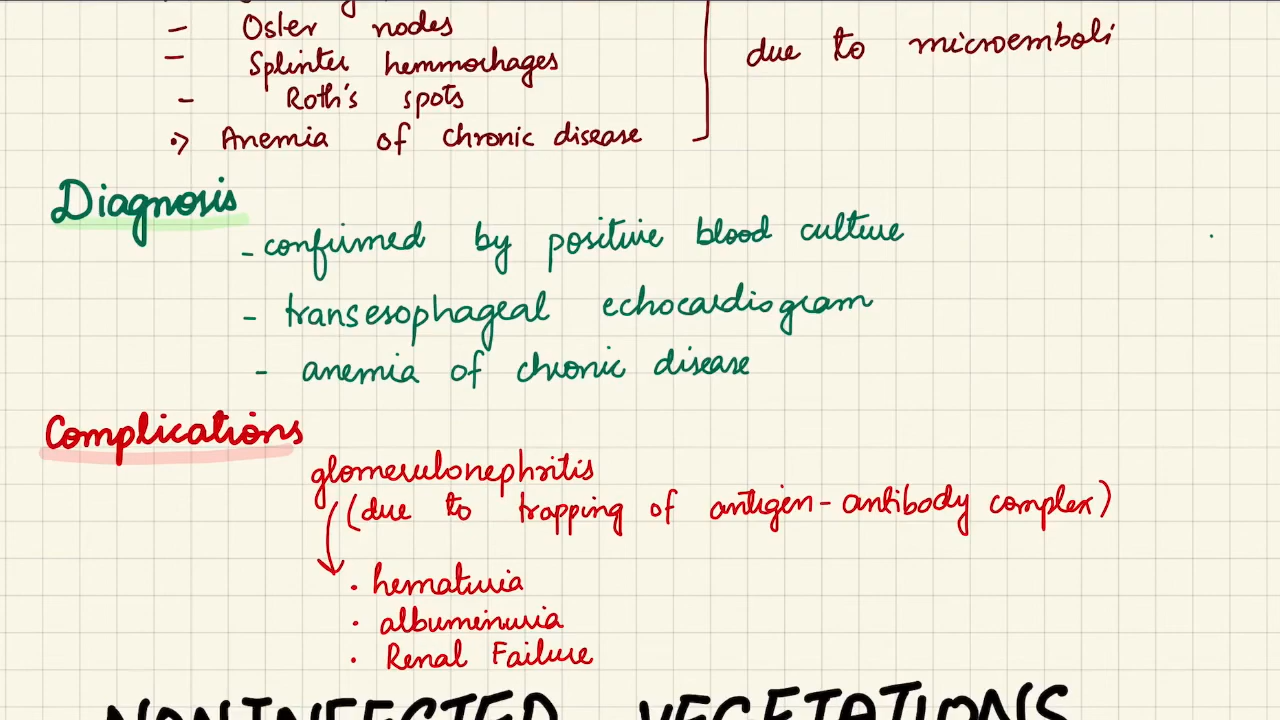 - Osler nodes
- Splinter hemmorhages
due to microemboli
- Roth's spots
•> Anemia of chronic disease
Diagnosis
- confirmed by positive blood culture
- transesophageal echocardiogram
- anemia of chronic disease
Complications
glomerulonephritis
(due to trapping of antigen-antibody complex)
• hematuria
• albumenuria
• Renal Failure
NONINFECTED VEGETATIONS